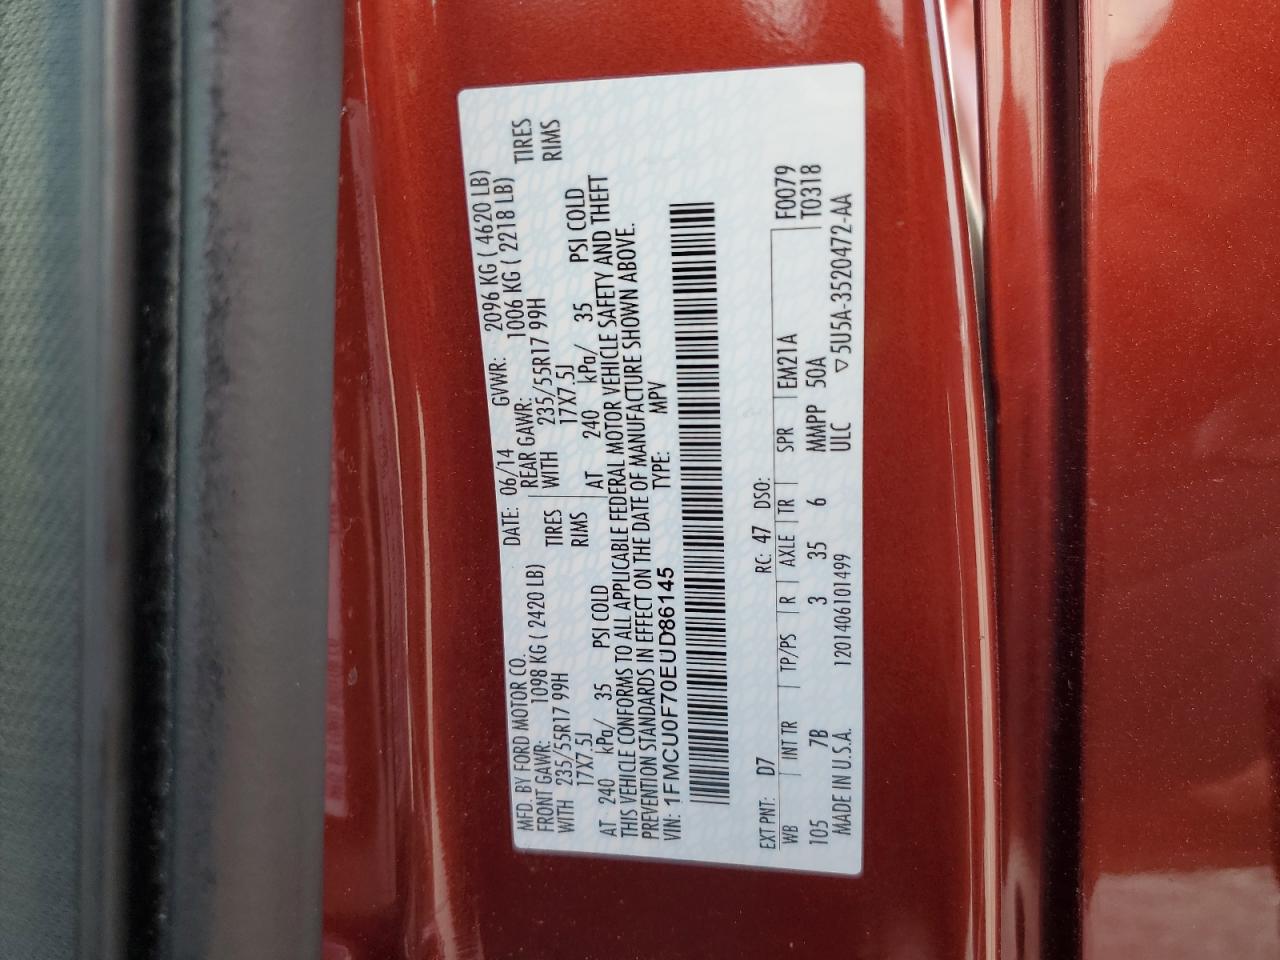 MFD. BY FORD MOTOR CO.
DATE: 06/14 GVWR: 2096 KG ( 4620 LB)
FRONT GAWR: 1098 KG ( 2420 LB) REAR GAWR: 1006 KG ( 2218 LB)
WITH 235/55R17 99H TIRES WITH 235/55R17 99H TIRES
17X7.5J RIMS 17X7.5J RIMS
AT 240 kPa/ 35 PSI COLD AT 240 kPa/ 35 PSI COLD
THIS VEHICLE CONFORMS TO ALL APPLICABLE FEDERAL MOTOR VEHICLE SAFETY AND THEFT
PREVENTION STANDARDS IN EFFECT ON THE DATE OF MANUFACTURE SHOWN ABOVE.
VIN: 1FMCU0F70EUD86145 TYPE: MPV
EXT PNT: D7 RC: 47 DSO: F0079
WB INT TR TP/PS R AXLE TR SPR EM21A T0318
105 7B 3 35 6 MMPP 50A
MADE IN U.S.A. 1201406101499 ULC ▽5U5A-3520472-AA